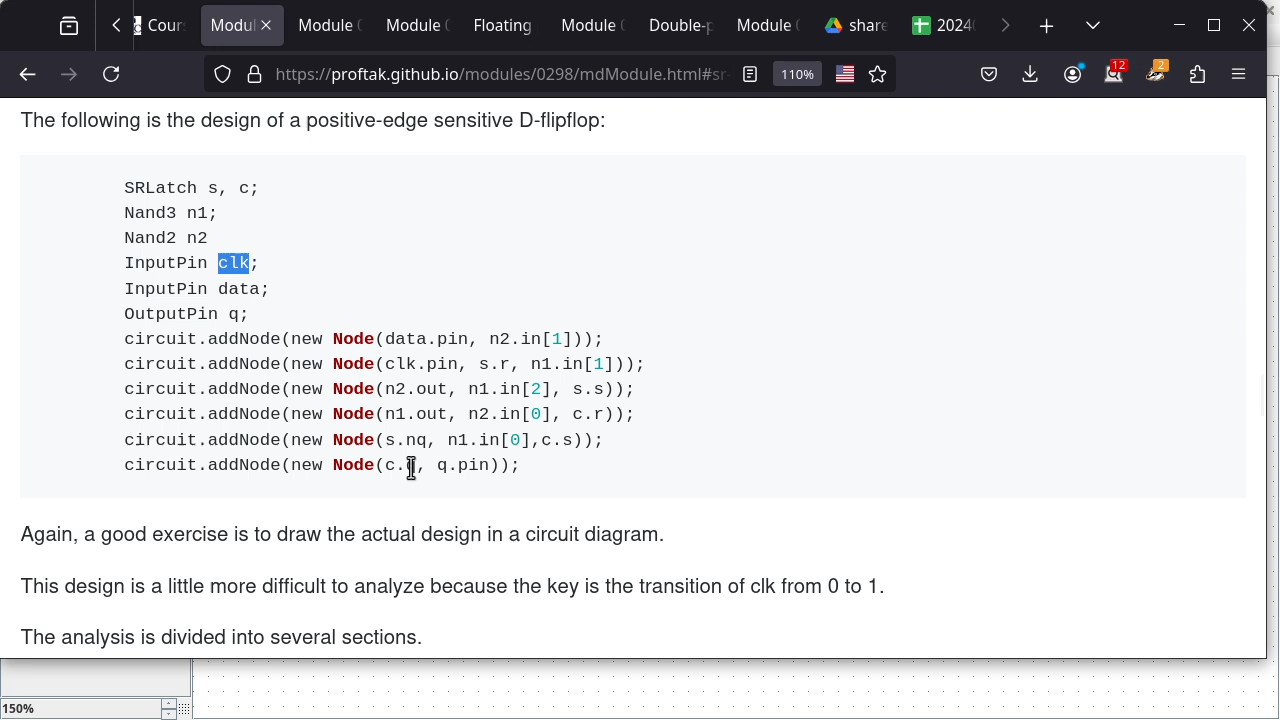 Cour
Modul
Module
Module
Floating
Module
Double-p
Module
share
2024
https://proftak.github.io/modules/0298/mdModule.html#sr-
110%
12
2
The following is the design of a positive-edge sensitive D-flipflop:
SRLatch s, c;
Nand3 n1;
Nand2 n2
InputPin clk;
InputPin data;
OutputPin q;
circuit.addNode(new Node(data.pin, n2.in[1]));
circuit.addNode(new Node(clk.pin, s.r, n1.in[1]));
circuit.addNode(new Node(n2.out, n1.in[2], s.s));
circuit.addNode(new Node(n1.out, n2.in[0], c.r));
circuit.addNode(new Node(s.nq, n1.in[0],c.s));
circuit.addNode(new Node(c.q, q.pin));
Again, a good exercise is to draw the actual design in a circuit diagram.
This design is a little more difficult to analyze because the key is the transition of clk from 0 to 1.
The analysis is divided into several sections.
150%